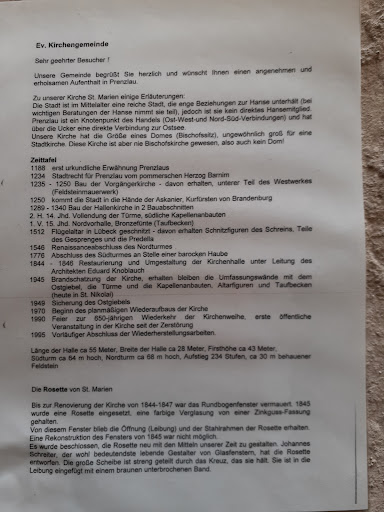 Ev. Kirchengemeinde
Sehr geehrter Besucher !
Unsere Gemeinde begrüßt Sie herzlich und wünscht Ihnen einen angenehmen und
erholsamen Aufenthalt in Prenzlau.
Zu unserer Kirche St. Marien einige Erläuterungen:
Die Stadt ist im Mittelalter eine reiche Stadt, die enge Beziehungen zur Hanse unterhält (bei
wichtigen Beratungen der Hanse nimmt sie teil), jedoch ist sie kein direktes Hansemitglied.
Prenzlau ist ein Knotenpunkt des Handels (Ost-West-und Nord-Süd-Verbindungen) und hat
über die Ucker eine direkte Verbindung zur Ostsee.
Unsere Kirche hat die Größe eines Domes (Bischofsitz), ungewöhnlich groß für eine
Stadtkirche. Diese Kirche ist aber nie Bischofskirche gewesen, also auch kein Dom!
Zeittafel
1188 erst urkundliche Erwähnung Prenzlaus
1234 Stadtrecht für Prenzlau vom pommerschen Herzog Barnim
1235 - 1250 Bau der Vorgängerkirche - davon erhalten, unterer Teil des Westwerkes
(Feldsteinmauerwerk)
1250 kommt die Stadt in die Hände der Askanier, Kurfürsten von Brandenburg
1289 - 1340 Bau der Hallenkirche in 2 Bauabschnitten
2. H. 14. Jhd. Vollendung der Türme, südliche Kapellenanbauten
1. V. 15. Jhd. Nordvorhalle, Bronzetünte (Taufbecken)
1512 Flügelaltar in Lübeck geschnitzt - davon erhalten Schnitzfiguren des Schreins, Teile
des Gesprenges und die Predella
1546 Renaissanceabschluss des Nordturmes
1776 Abschluss des Südturmes an Stelle einer barocken Haube
1844 - 1846 Restaurierung und Umgestaltung der Kirchenhalle unter Leitung des
Architekten Eduard Knoblauch
1945 Brandschatzung der Kirche, erhalten bleiben die Umfassungswände mit dem
Ostgiebel, die Türme und die Kapellenanbauten, Altarfiguren und Taufbecken
(heute in St. Nikolai)
1949 Sicherung des Ostgiebels
1970 Beginn des planmäßigen Wiederaufbaus der Kirche
1990 Feier zur 650-jährigen Wiederkehr der Kirchenweihe, erste öffentliche
Veranstaltung in der Kirche seit der Zerstörung
1995 Vorläufiger Abschluss der Wiederherstellungsarbeiten.
Länge der Halle ca 55 Meter, Breite der Halle ca 28 Meter, Firsthöhe ca 43 Meter,
Südturm ca 64 m hoch, Nordturm ca 68 m hoch, Aufstieg 234 Stufen, ca 30 m behauener
Feldstein
Die Rosette von St. Marien
Bis zur Renovierung der Kirche von 1844-1847 war das Rundbogenfenster vermauert. 1845
wurde eine Rosette eingesetzt, eine farbige Verglasung von einer Zinkguss-Fassung
gehalten.
Von diesem Fenster blieb die Öffnung (Leibung) und der Stahlrahmen der Rosette erhalten.
Eine Rekonstruktion des Fensters von 1845 war nicht möglich.
Es wurde beschlossen, die Rosette neu mit den Mitteln unserer Zeit zu gestalten. Johannes
Schreiter, der wohl bedeutendste lebende Gestalter von Glasfenstern, hat die Rosette
entworfen. Die große Scheibe ist streng geteilt durch das Kreuz, das sie hält. Sie ist in die
Leibung eingefügt mit einem braunen unterbrochenen Band.